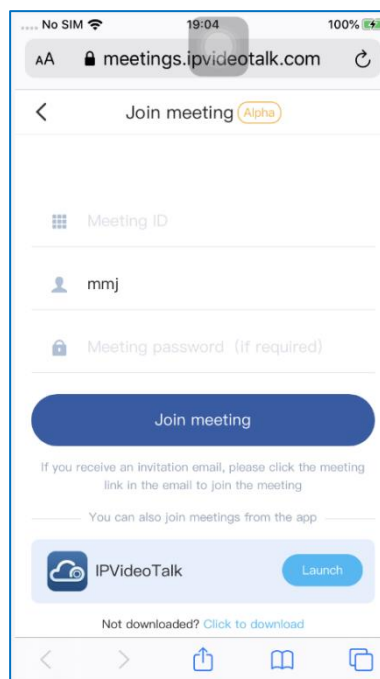 No SIM 19:04 100%
AA meetings.ipvideotalk.com
Join meeting Alpha
Meeting ID
mmj
Meeting password (If required)
Join meeting
If you receive an invitation email, please click the meeting
link in the email to join the meeting
You can also join meetings from the app
IPVideoTalk Launch
Not downloaded? Click to download